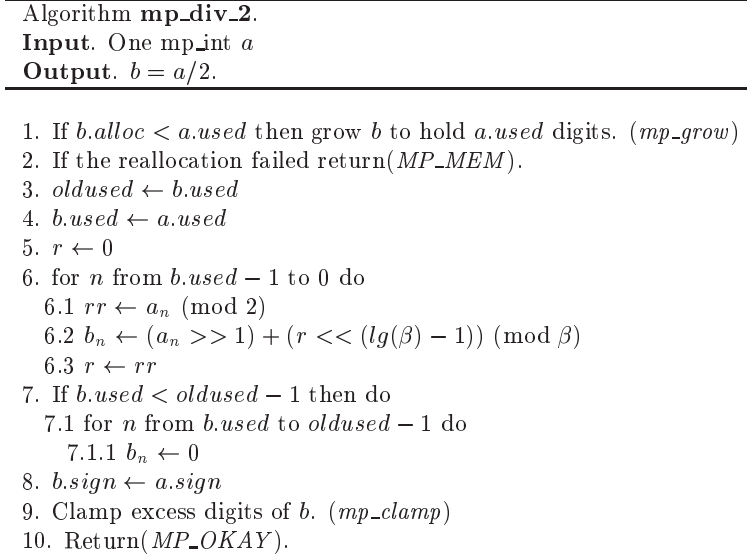 Algorithm mp_div_2.
Input. One mp_int a
Output. b = a/2.
1. If b.alloc < a.used then grow b to hold a.used digits. (mp_grow)
2. If the reallocation failed return(MP_MEM).
3. oldused ← b.used
4. b.used ← a.used
5. r ← 0
6. for n from b.used − 1 to 0 do
6.1 rr ← aₙ (mod 2)
6.2 bₙ ← (aₙ >> 1) + (r << (lg(β) − 1)) (mod β)
6.3 r ← rr
7. If b.used < oldused − 1 then do
7.1 for n from b.used to oldused − 1 do
7.1.1 bₙ ← 0
8. b.sign ← a.sign
9. Clamp excess digits of b. (mp_clamp)
10. Return(MP_OKAY).